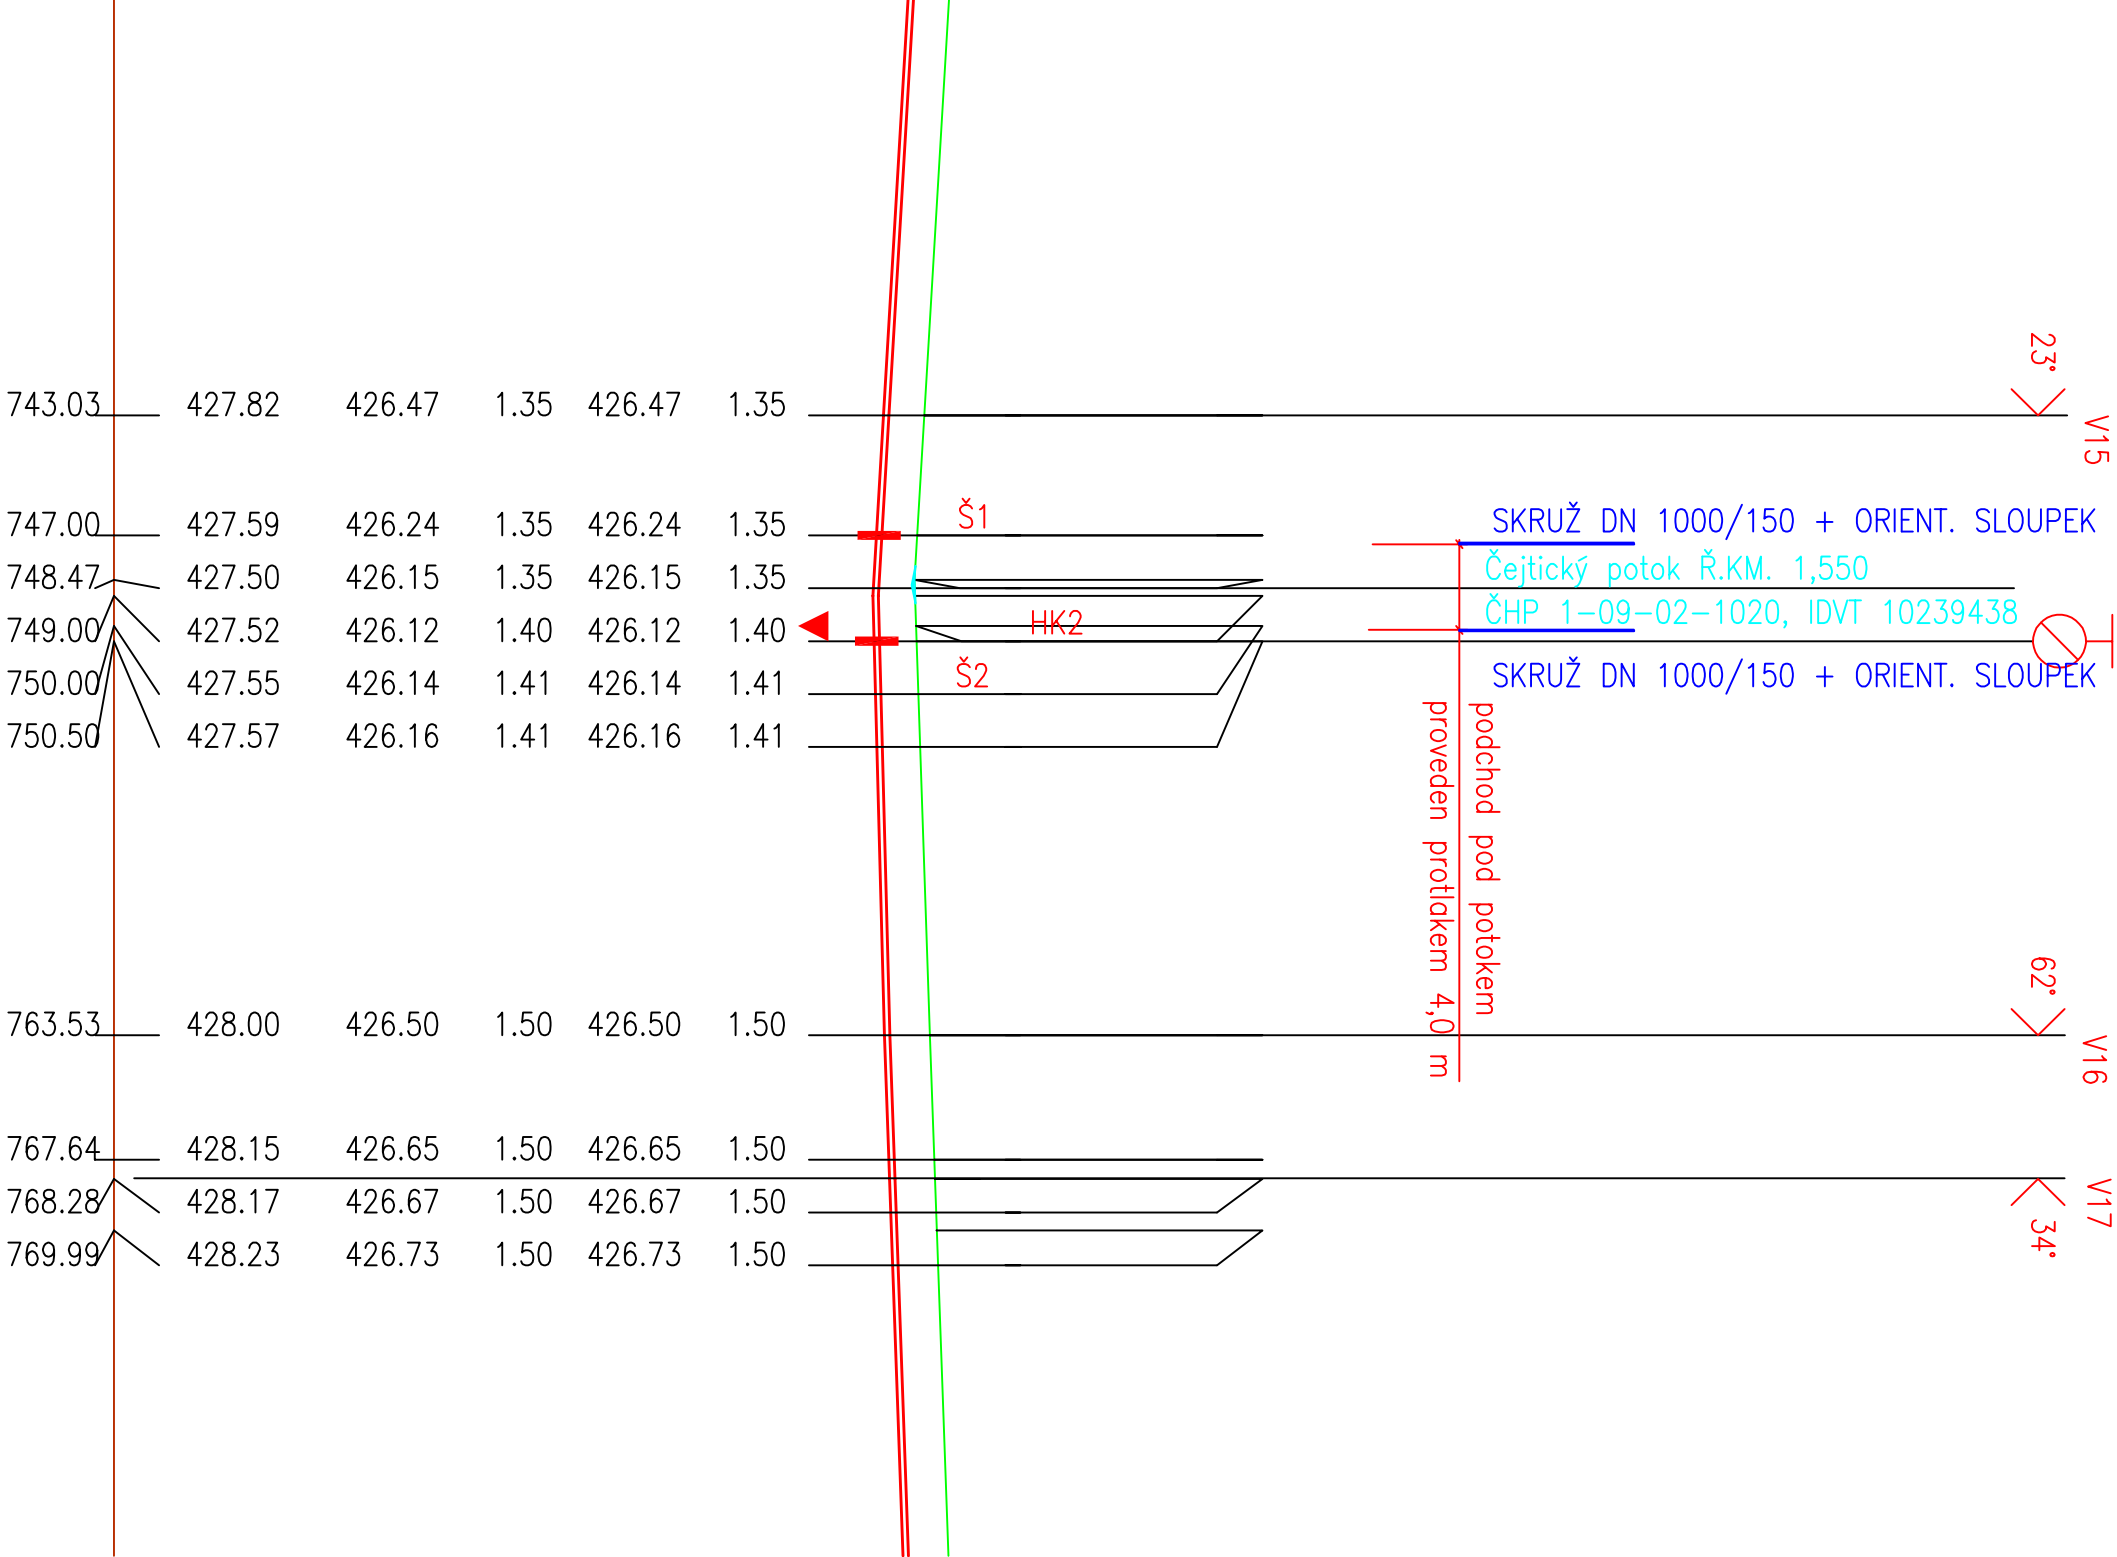 23°
V15
743.03 427.82 426.47 1.35 426.47 1.35
Š1
SKRUŽ DN 1000/150 + ORIENT. SLOUPEK
747.00 427.59 426.24 1.35 426.24 1.35
Čejtický potok Ř.KM. 1,550
748.47 427.50 426.15 1.35 426.15 1.35
ČHP 1-09-02-1020, IDVT 10239438
HK2
749.00 427.52 426.12 1.40 426.12 1.40
Š2
SKRUŽ DN 1000/150 + ORIENT. SLOUPEK
750.00 427.55 426.14 1.41 426.14 1.41
750.50 427.57 426.16 1.41 426.16 1.41
podchod pod potokem
proveden protlakem 4,0 m
62°
V16
763.53 428.00 426.50 1.50 426.50 1.50
767.64 428.15 426.65 1.50 426.65 1.50
V17
34°
768.28 428.17 426.67 1.50 426.67 1.50
769.99 428.23 426.73 1.50 426.73 1.50